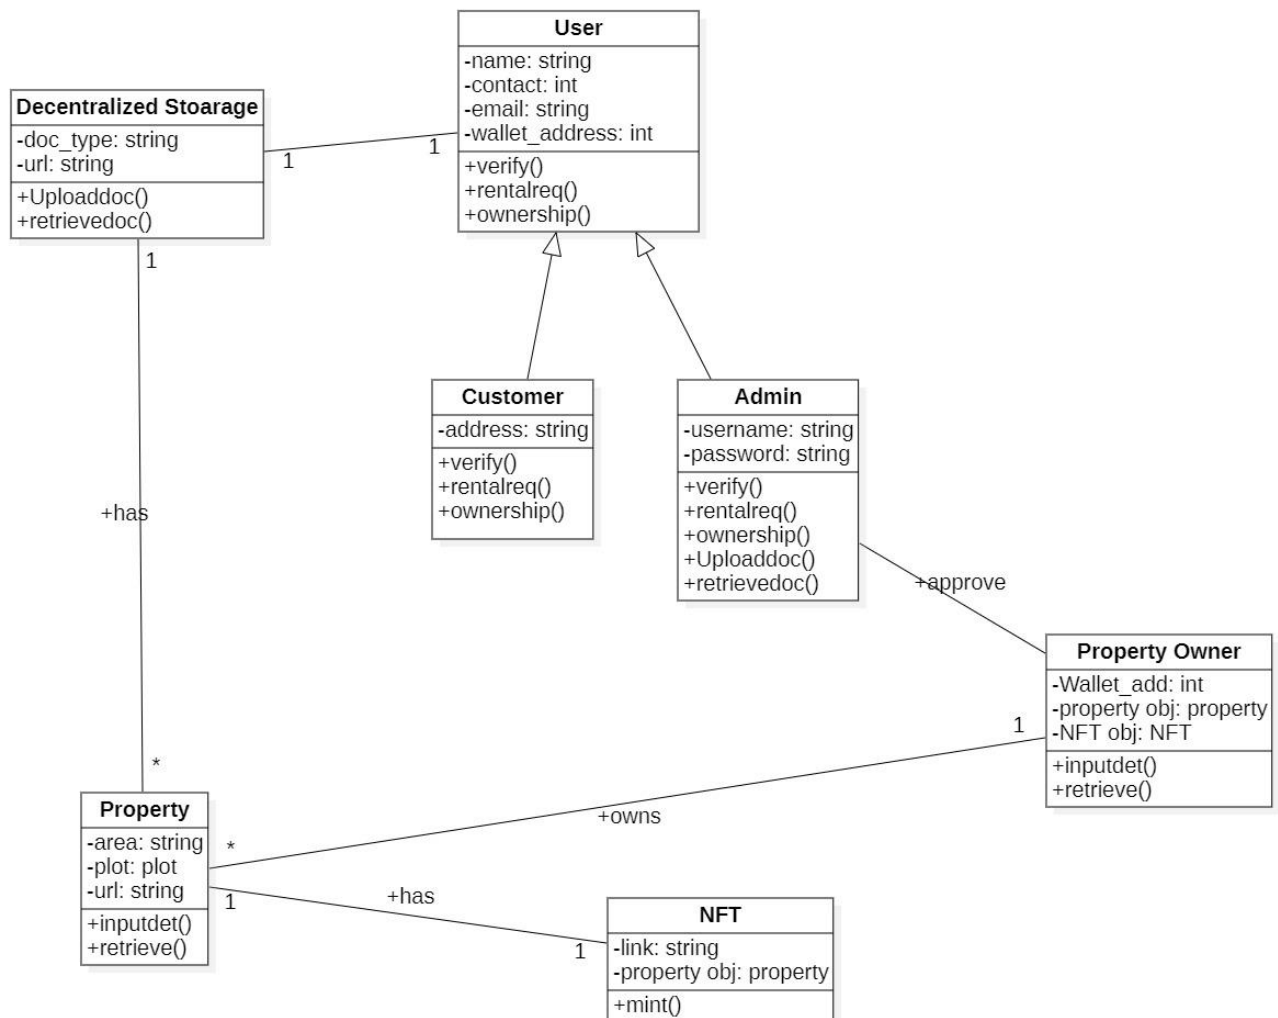 User
-name: string
-contact: int
-email: string
-wallet_address: int
+verify()
+rentalreq()
+ownership()
Decentralized Stoarage
-doc_type: string
-url: string
+Uploaddoc()
+retrievedoc()
1
1
1
Customer
-address: string
+verify()
+rentalreq()
+ownership()
Admin
-username: string
-password: string
+verify()
+rentalreq()
+ownership()
+Uploaddoc()
+retrievedoc()
+has
+approve
Property Owner
-Wallet_add: int
-property obj: property
-NFT obj: NFT
+inputdet()
+retrieve()
1
*
+owns
Property
-area: string
-plot: plot
-url: string
+inputdet()
+retrieve()
*
1
+has
1
NFT
-link: string
-property obj: property
+mint()